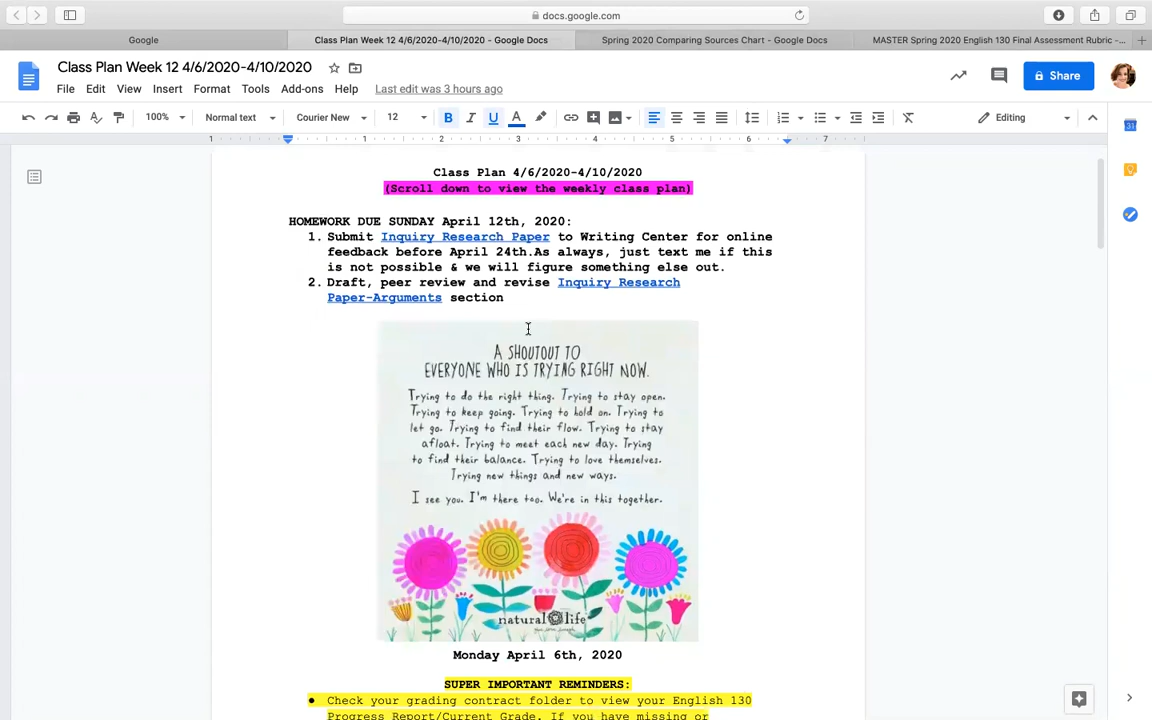 docs.google.com
Google
Class Plan Week 12 4/6/2020-4/10/2020 - Google Docs
Spring 2020 Comparing Sources Chart - Google Docs
MASTER Spring 2020 English 130 Final Assessment Rubric -...
Class Plan Week 12 4/6/2020-4/10/2020
File Edit View Insert Format Tools Add-ons Help Last edit was 3 hours ago
Share
100% Normal text Courier New 12 B I U A Editing
1 1 2 3 4 5 6 7
31
Class Plan 4/6/2020-4/10/2020
(Scroll down to view the weekly class plan)
HOMEWORK DUE SUNDAY April 12th, 2020:
1. Submit Inquiry Research Paper to Writing Center for online
feedback before April 24th.As always, just text me if this
is not possible & we will figure something else out.
2. Draft, peer review and revise Inquiry Research
Paper-Arguments section
A SHOUTOUT TO
EVERYONE WHO IS TRYING RIGHT NOW.
Trying to do the right thing. Trying to stay open.
Trying to keep going. Trying to hold on. Trying to
let go. Trying to find their flow. Trying to stay
afloat. Trying to meet each new day. Trying
to find their balance. Trying to love themselves.
Trying new things and new ways.
I see you. I'm there too. We're in this together.
natural life
Monday April 6th, 2020
SUPER IMPORTANT REMINDERS:
● Check your grading contract folder to view your English 130
Progress Report/Current Grade. If you have missing or